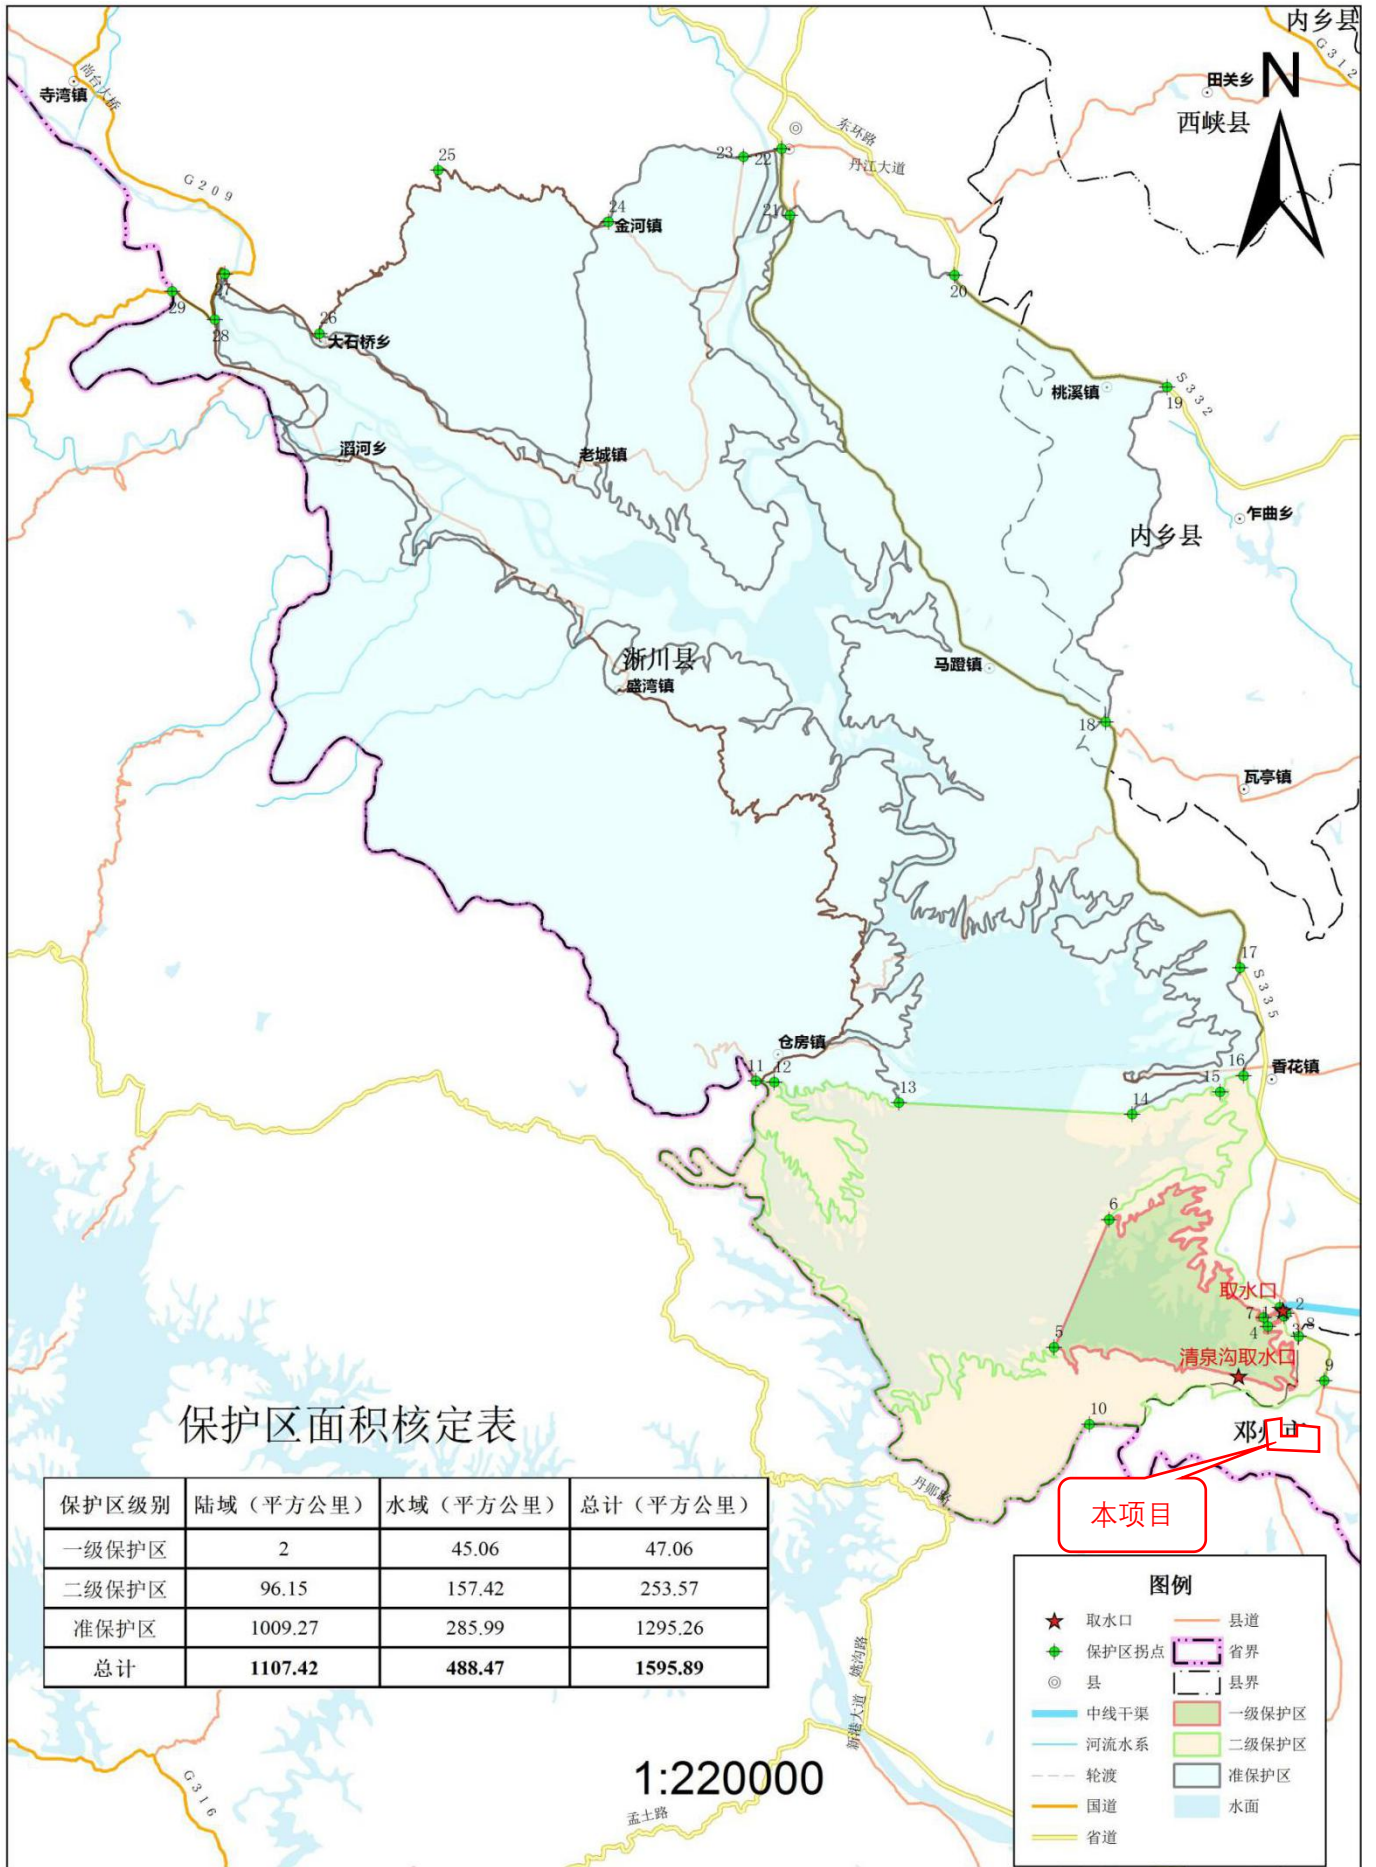 内乡县
G312
田关乡
N
西峡县
尚台大桥
寺湾镇
东环路
丹江大道
G209
25
23
22
24
金河镇
21
20
27
29
28
26
大石桥乡
桃溪镇
S332
19
滔河乡
老城镇
乍曲乡
内乡县
淅川县
盛湾镇
马蹬镇
18
瓦亭镇
17
S335
仓房镇
11
12
13
14
15
16
香花镇
6
取水口
7
1
2
4
3
8
5
清泉沟取水口
9
10
邓州市
丹郧路
本项目
保护区面积核定表
保护区级别 陆域（平方公里） 水域（平方公里） 总计（平方公里）
一级保护区 2 45.06 47.06
二级保护区 96.15 157.42 253.57
准保护区 1009.27 285.99 1295.26
总计 1107.42 488.47 1595.89
姚沟路
新港大道
G316
孟土路
1:220000
图例
取水口
县道
保护区拐点
省界
县
县界
中线干渠
一级保护区
河流水系
二级保护区
轮渡
准保护区
国道
水面
省道